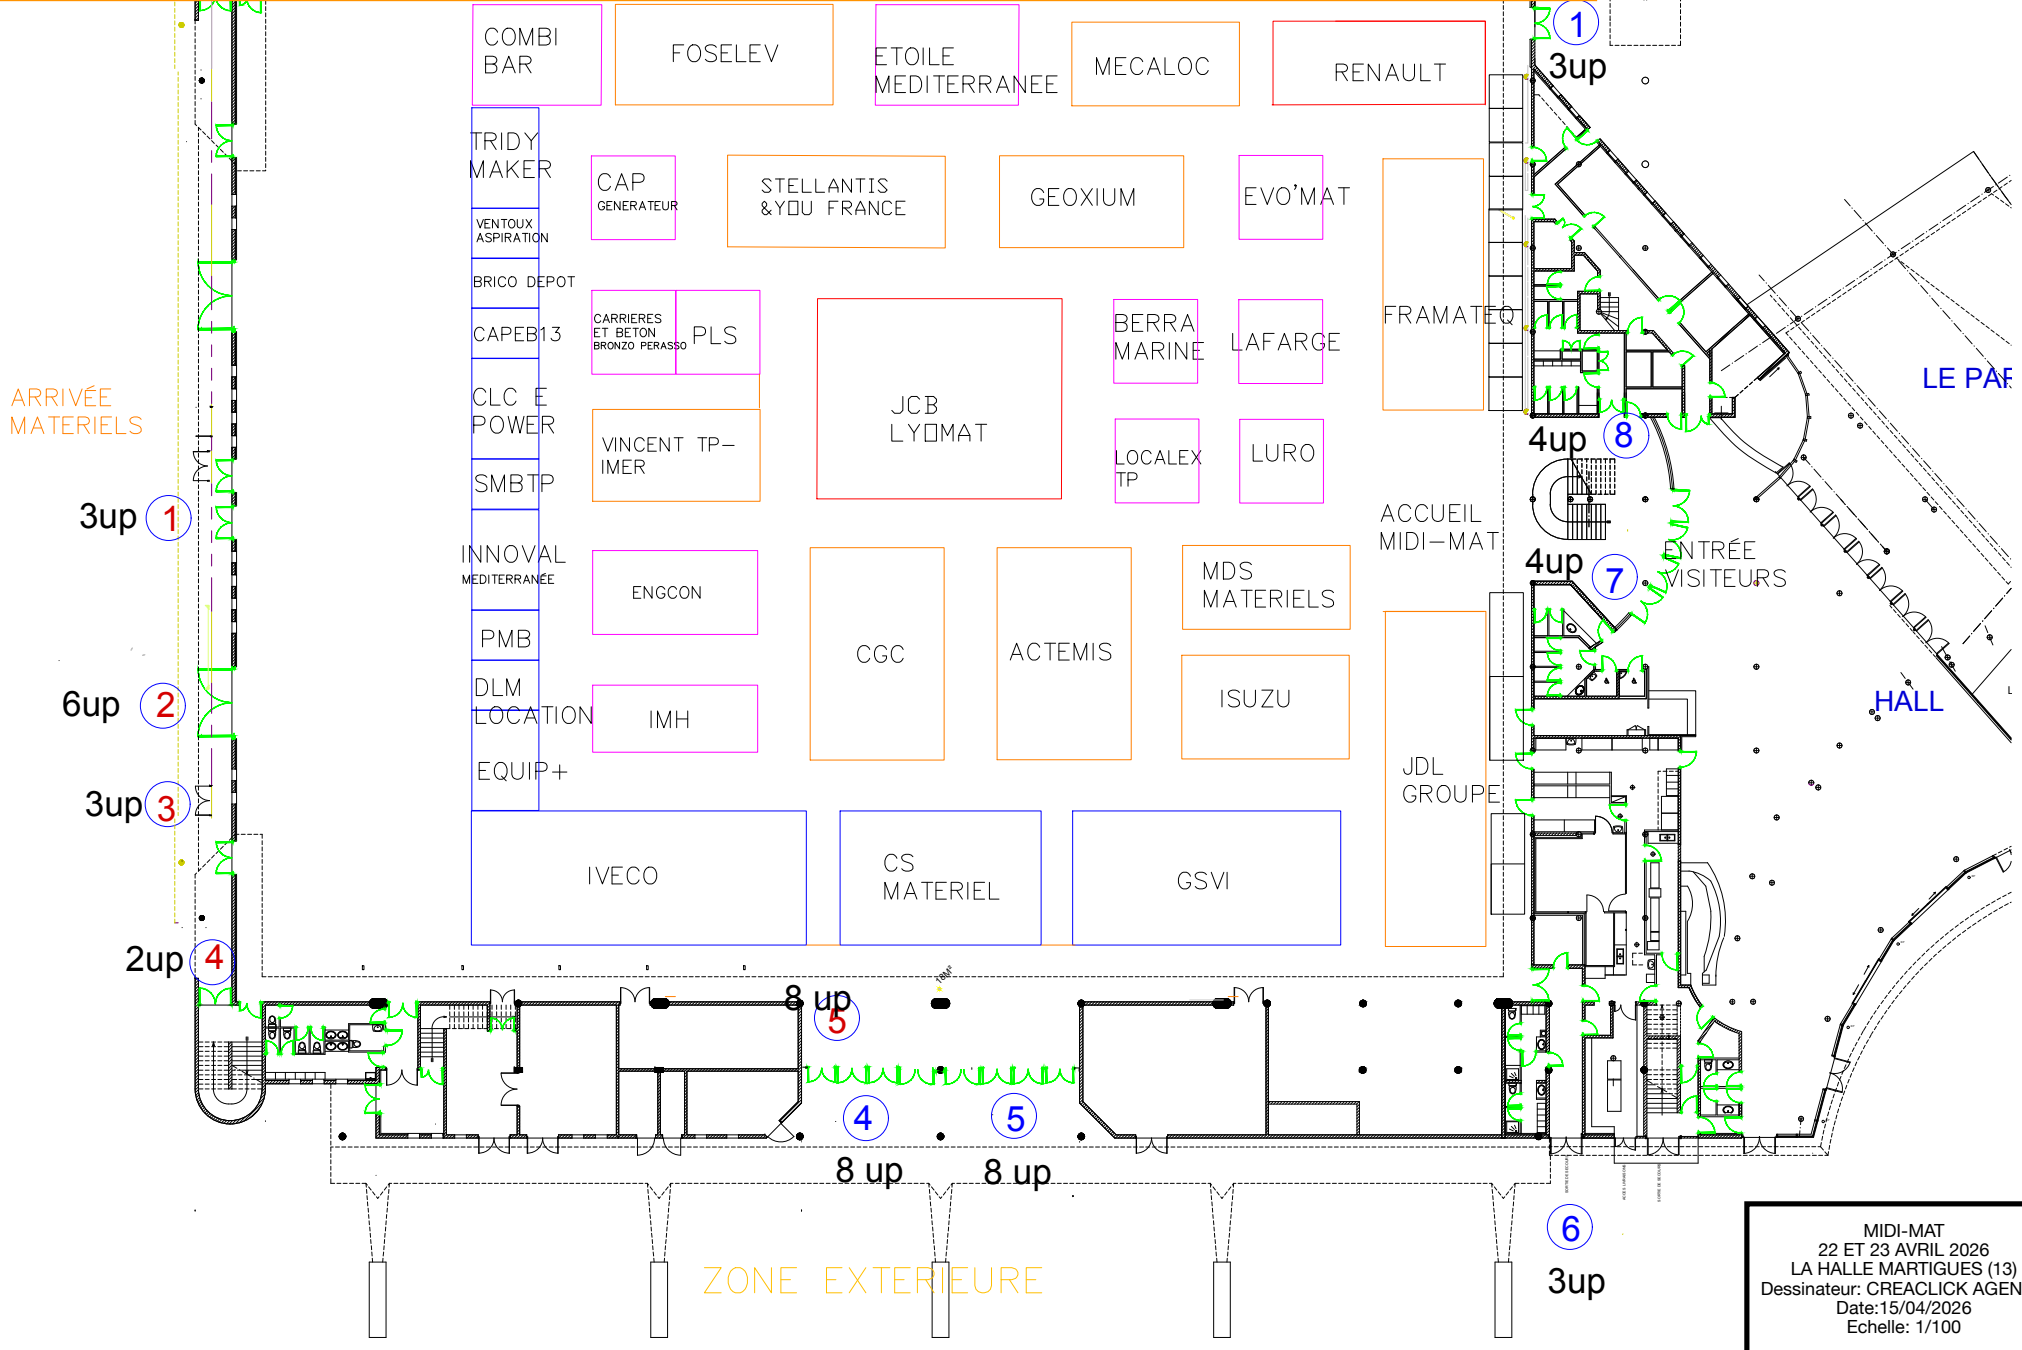 COMBI
BAR
FOSELEV
ETOILE
MEDITERRANEE
MECALOC
RENAULT
1
3up
TRIDY
MAKER
CAP
GENERATEUR
STELLANTIS
&YOU FRANCE
GEOXIUM
EVO'MAT
VENTOUX
ASPIRATION
BRICO DEPOT
CAPEB13
CARRIERES
ET BETON
BRONZO PERASSO
PLS
BERRA
MARINE
LAFARGE
FRAMATEQ
LE PAR
ARRIVÉE
MATERIELS
CLC E
POWER
JCB
LYOMAT
VINCENT TP-
IMER
LOCALEX
TP
LURO
4up
8
SMBTP
3up
1
ACCUEIL
MIDI-MAT
INNOVAL
MEDITERRANÉE
ENGCON
MDS
MATERIELS
4up
7
ENTRÉE
VISITEURS
PMB
CGC
ACTEMIS
DLM
LOCATION
IMH
ISUZU
6up
2
HALL
EQUIP+
3up
3
JDL
GROUPE
IVECO
CS
MATERIEL
GSVI
2up
4
18M²
8 up
5
4
5
8 up
8 up
6
3up
ZONE EXTERIEURE
MIDI-MAT
22 ET 23 AVRIL 2026
LA HALLE MARTIGUES (13)
Dessinateur: CREACLICK AGEN
Date:15/04/2026
Echelle: 1/100